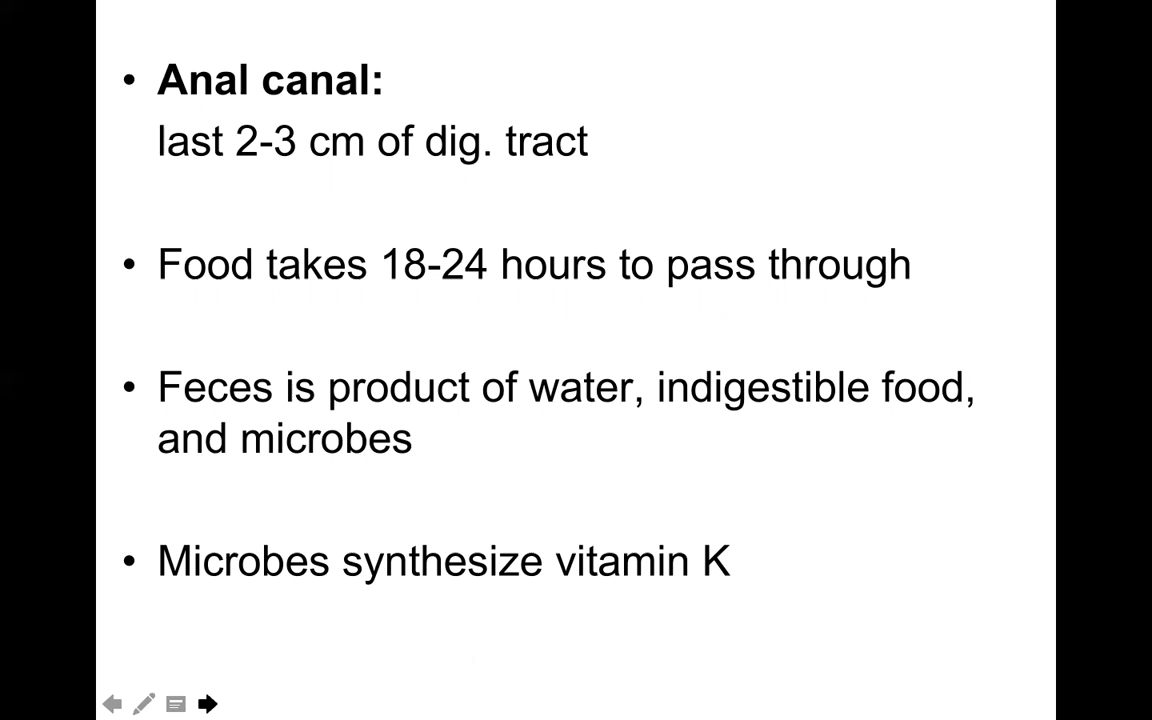 • Anal canal:
last 2-3 cm of dig. tract
• Food takes 18-24 hours to pass through
• Feces is product of water, indigestible food,
and microbes
• Microbes synthesize vitamin K